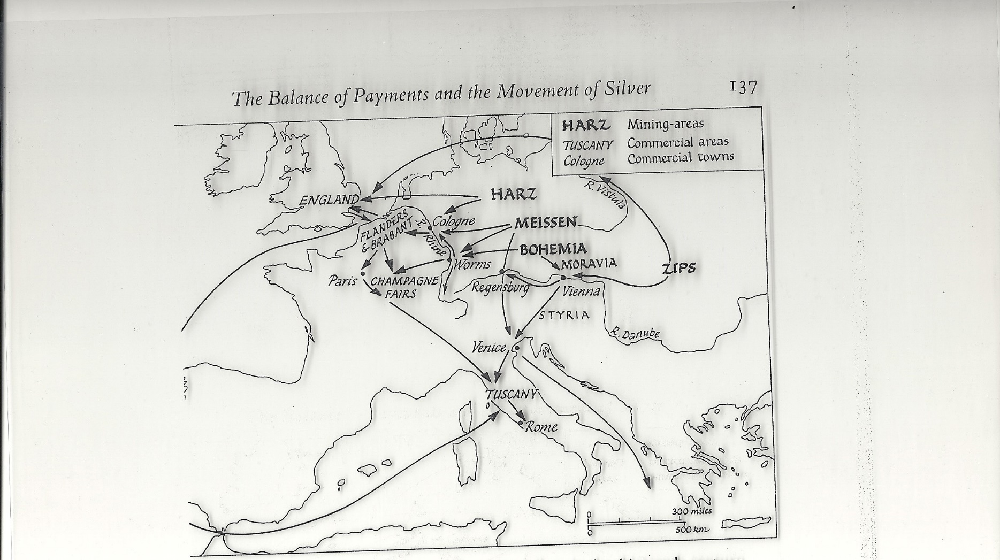 The Balance of Payments and the Movement of Silver 137
HARZ Mining-areas
TUSCANY Commercial areas
Cologne Commercial towns
R. Vistula
ENGLAND
HARZ
FLANDERS
& BRABANT
R. Rhine
Cologne
MEISSEN
BOHEMIA
MORAVIA
ZIPS
Worms
Paris
CHAMPAGNE
FAIRS
Regensburg
Vienna
STYRIA
R. Danube
Venice
TUSCANY
Rome
0 300 miles
0 500 km